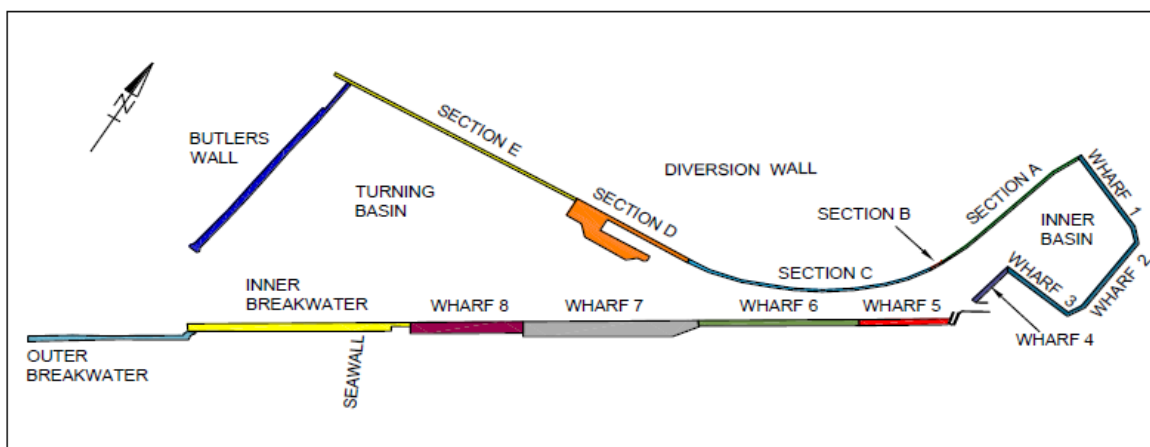 N
BUTLERS
WALL
SECTION E
TURNING
BASIN
DIVERSION WALL
SECTION D
SECTION B
SECTION A
WHARF 1
INNER
BASIN
WHARF 2
SECTION C
WHARF 3
INNER
BREAKWATER
WHARF 8
WHARF 7
WHARF 6
WHARF 5
WHARF 4
OUTER
BREAKWATER
SEAWALL